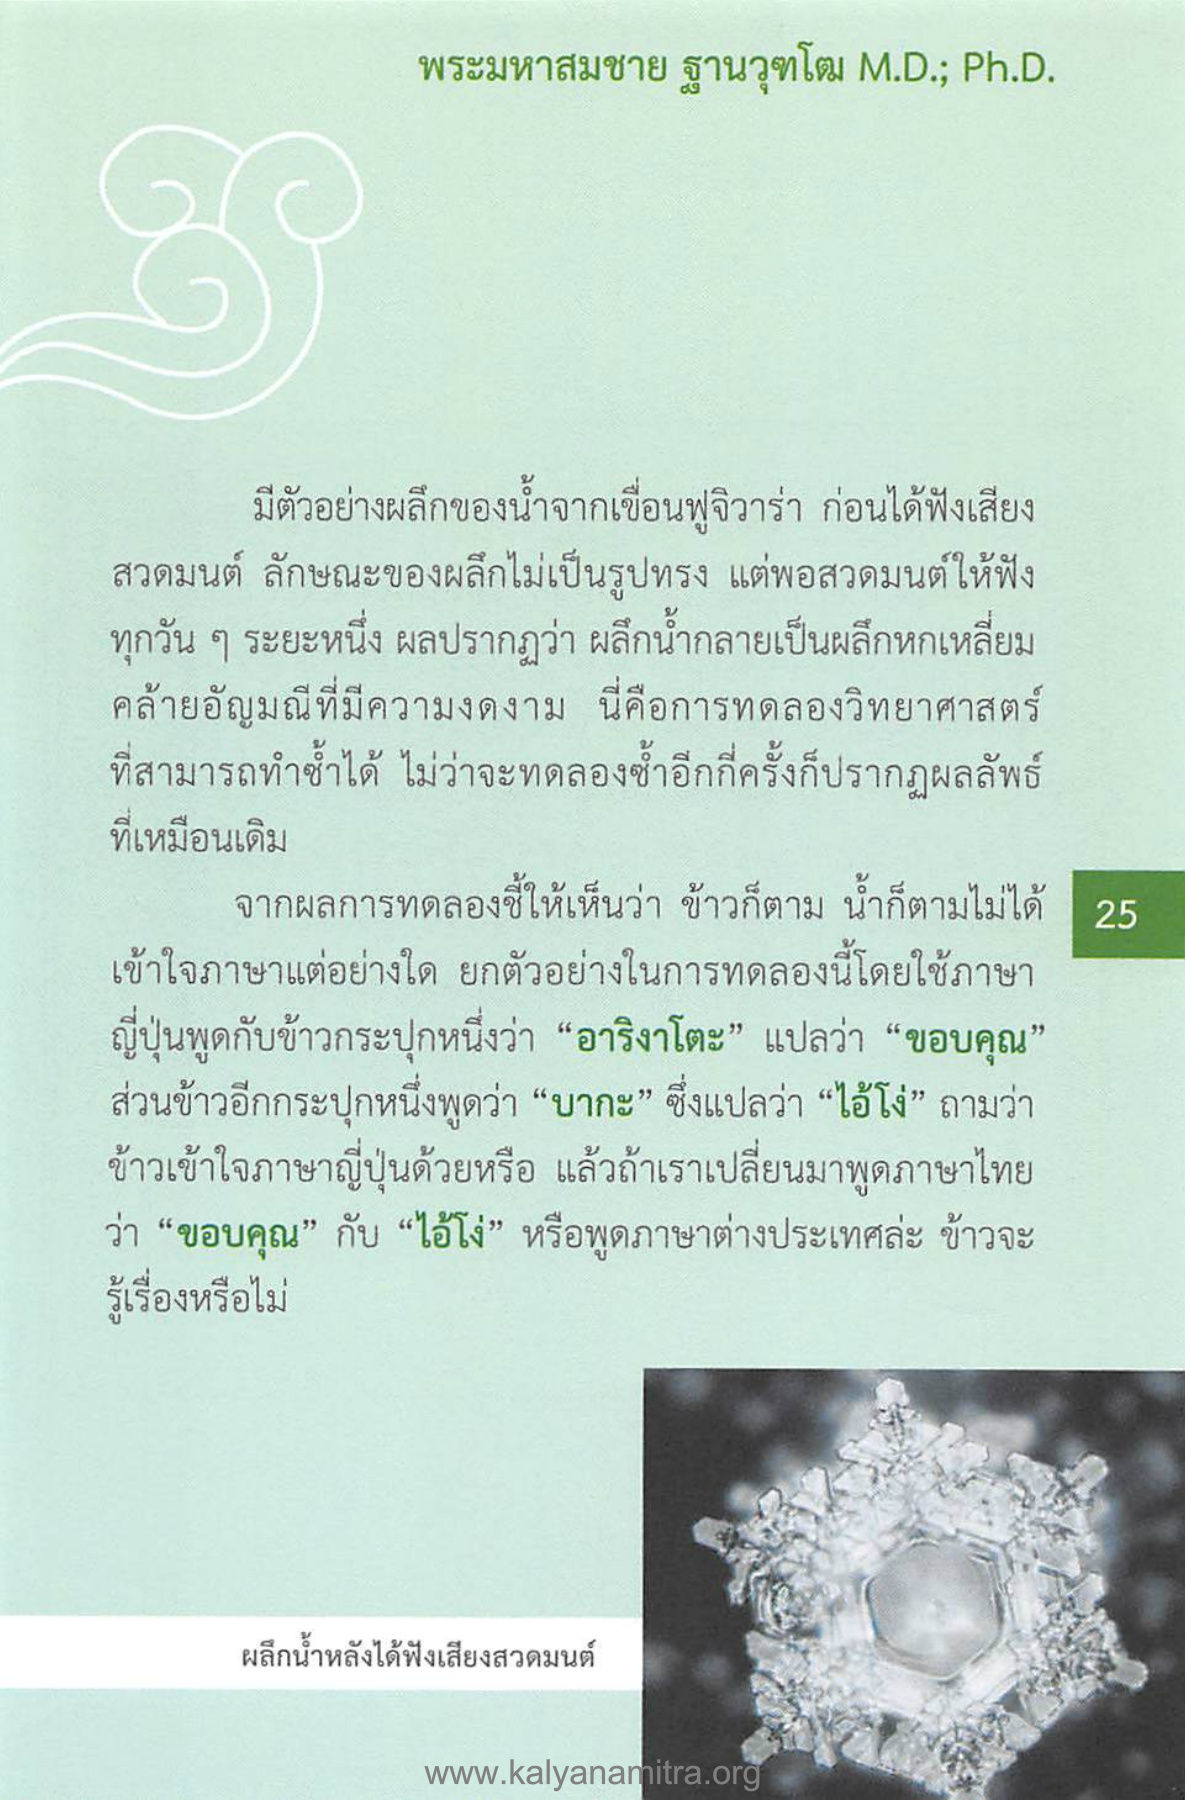 พระมหาสมชาย ฐานวุฑฺโฒ M.D.; Ph.D.
มีตัวอย่างผลึกของน้ำจากเขื่อนฟูจิวาร่า ก่อนได้ฟังเสียง
สวดมนต์ ลักษณะของผลึกไม่เป็นรูปทรง แต่พอสวดมนต์ให้ฟัง
ทุกวัน ๆ ระยะหนึ่ง ผลปรากฏว่า ผลึกน้ำกลายเป็นผลึกหกเหลี่ยม
คล้ายอัญมณีที่มีความงดงาม นี่คือการทดลองวิทยาศาสตร์
ที่สามารถทำซ้ำได้ ไม่ว่าจะทดลองซ้ำอีกกี่ครั้งก็ปรากฏผลลัพธ์
ที่เหมือนเดิม
จากผลการทดลองชี้ให้เห็นว่า ข้าวก็ตาม น้ำก็ตามไม่ได้
เข้าใจภาษาแต่อย่างใด ยกตัวอย่างในการทดลองนี้โดยใช้ภาษา
ญี่ปุ่นพูดกับข้าวกระปุกหนึ่งว่า “อาริงาโตะ” แปลว่า “ขอบคุณ”
ส่วนข้าวอีกกระปุกหนึ่งพูดว่า “บากะ” ซึ่งแปลว่า “ไอ้โง่” ถามว่า
ข้าวเข้าใจภาษาญี่ปุ่นด้วยหรือ แล้วถ้าเราเปลี่ยนมาพูดภาษาไทย
ว่า “ขอบคุณ” กับ “ไอ้โง่” หรือพูดภาษาต่างประเทศล่ะ ข้าวจะ
รู้เรื่องหรือไม่
25
ผลึกน้ำหลังได้ฟังเสียงสวดมนต์
www.kalyanamitra.org